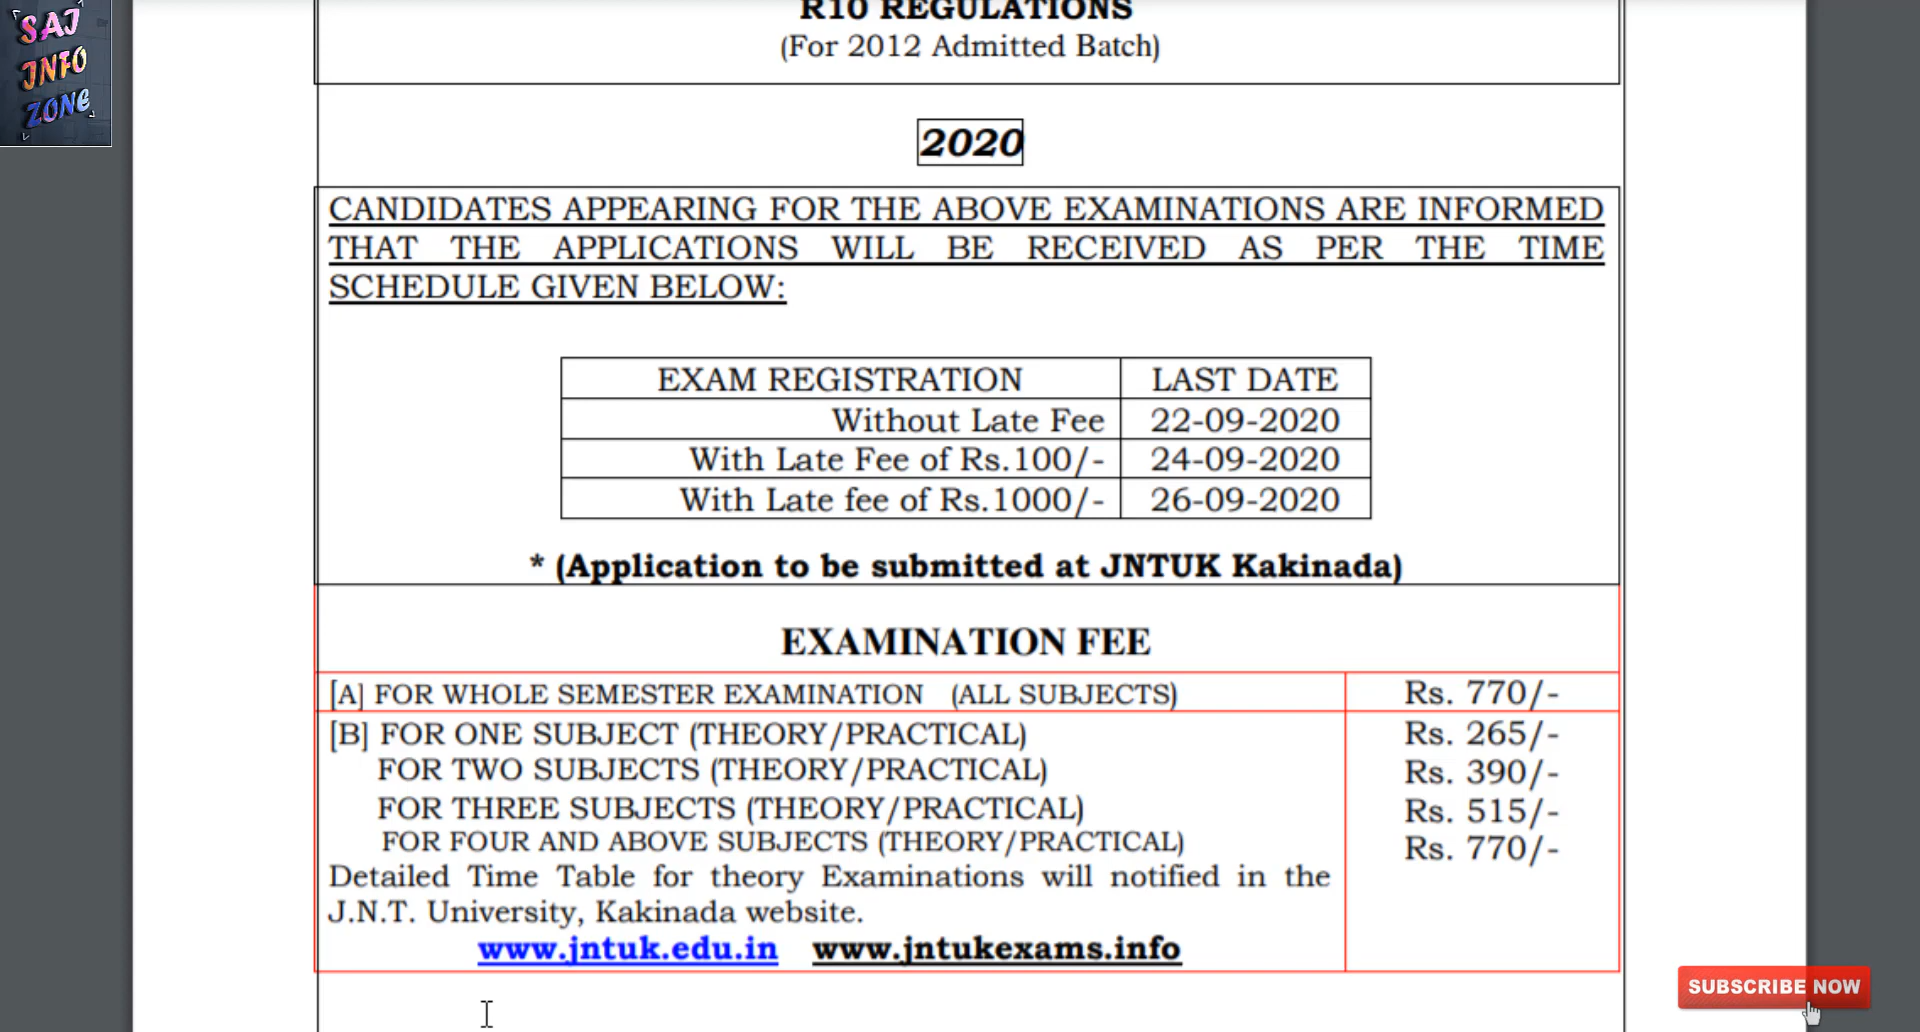 SAJ
INFO
ZONE
R10 REGULATIONS
(For 2012 Admitted Batch)
2020
CANDIDATES APPEARING FOR THE ABOVE EXAMINATIONS ARE INFORMED
THAT THE APPLICATIONS WILL BE RECEIVED AS PER THE TIME
SCHEDULE GIVEN BELOW:
EXAM REGISTRATION LAST DATE
Without Late Fee 22-09-2020
With Late Fee of Rs.100/- 24-09-2020
With Late fee of Rs.1000/- 26-09-2020
* (Application to be submitted at JNTUK Kakinada)
EXAMINATION FEE
[A] FOR WHOLE SEMESTER EXAMINATION (ALL SUBJECTS) Rs. 770/-
[B] FOR ONE SUBJECT (THEORY/PRACTICAL) Rs. 265/-
FOR TWO SUBJECTS (THEORY/PRACTICAL) Rs. 390/-
FOR THREE SUBJECTS (THEORY/PRACTICAL) Rs. 515/-
FOR FOUR AND ABOVE SUBJECTS (THEORY/PRACTICAL) Rs. 770/-
Detailed Time Table for theory Examinations will notified in the
J.N.T. University, Kakinada website.
www.jntuk.edu.in www.jntukexams.info
SUBSCRIBE NOW